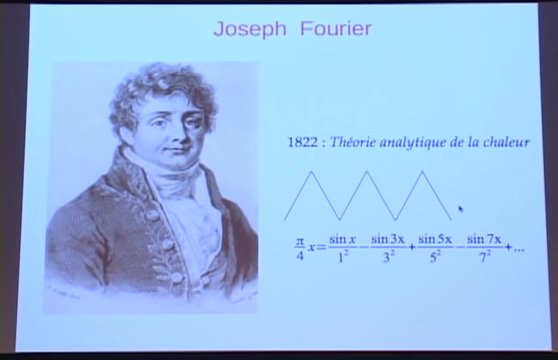 Joseph Fourier
1822 : Théorie analytique de la chaleur
π/4 x = sin x/1² − sin 3x/3² + sin 5x/5² − sin 7x/7² + ...